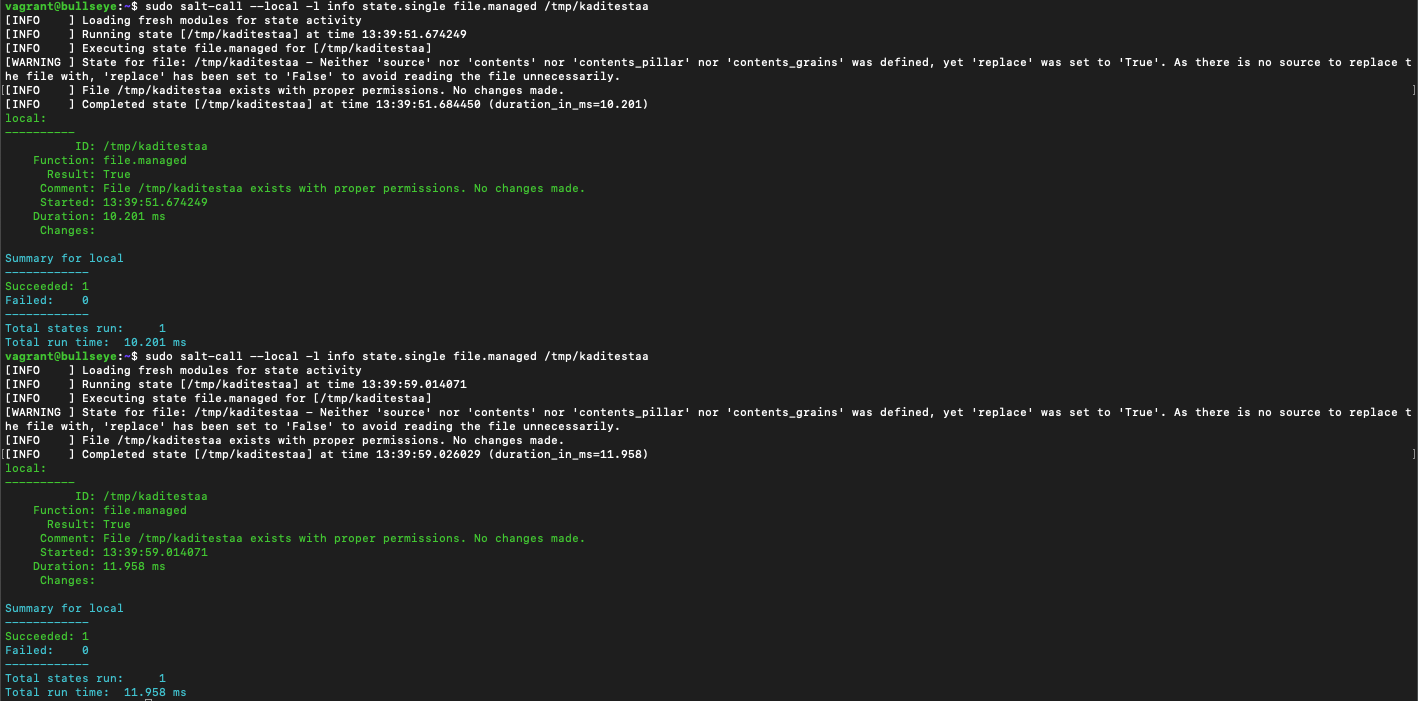 vagrant@bullseye:~$ sudo salt-call --local -l info state.single file.managed /tmp/kaditestaa
[INFO    ] Loading fresh modules for state activity
[INFO    ] Running state [/tmp/kaditestaa] at time 13:39:51.674249
[INFO    ] Executing state file.managed for [/tmp/kaditestaa]
[WARNING ] State for file: /tmp/kaditestaa - Neither 'source' nor 'contents' nor 'contents_pillar' nor 'contents_grains' was defined, yet 'replace' was set to 'True'. As there is no source to replace t
he file with, 'replace' has been set to 'False' to avoid reading the file unnecessarily.
[[INFO    ] File /tmp/kaditestaa exists with proper permissions. No changes made. ]
[INFO    ] Completed state [/tmp/kaditestaa] at time 13:39:51.684450 (duration_in_ms=10.201)
local:
----------
          ID: /tmp/kaditestaa
    Function: file.managed
      Result: True
     Comment: File /tmp/kaditestaa exists with proper permissions. No changes made.
     Started: 13:39:51.674249
    Duration: 10.201 ms
     Changes:
Summary for local
------------
Succeeded: 1
Failed:    0
------------
Total states run:     1
Total run time:  10.201 ms
vagrant@bullseye:~$ sudo salt-call --local -l info state.single file.managed /tmp/kaditestaa
[INFO    ] Loading fresh modules for state activity
[INFO    ] Running state [/tmp/kaditestaa] at time 13:39:59.014071
[INFO    ] Executing state file.managed for [/tmp/kaditestaa]
[WARNING ] State for file: /tmp/kaditestaa - Neither 'source' nor 'contents' nor 'contents_pillar' nor 'contents_grains' was defined, yet 'replace' was set to 'True'. As there is no source to replace t
he file with, 'replace' has been set to 'False' to avoid reading the file unnecessarily.
[INFO    ] File /tmp/kaditestaa exists with proper permissions. No changes made.
[[INFO    ] Completed state [/tmp/kaditestaa] at time 13:39:59.026029 (duration_in_ms=11.958) ]
local:
----------
          ID: /tmp/kaditestaa
    Function: file.managed
      Result: True
     Comment: File /tmp/kaditestaa exists with proper permissions. No changes made.
     Started: 13:39:59.014071
    Duration: 11.958 ms
     Changes:
Summary for local
------------
Succeeded: 1
Failed:    0
------------
Total states run:     1
Total run time:  11.958 ms